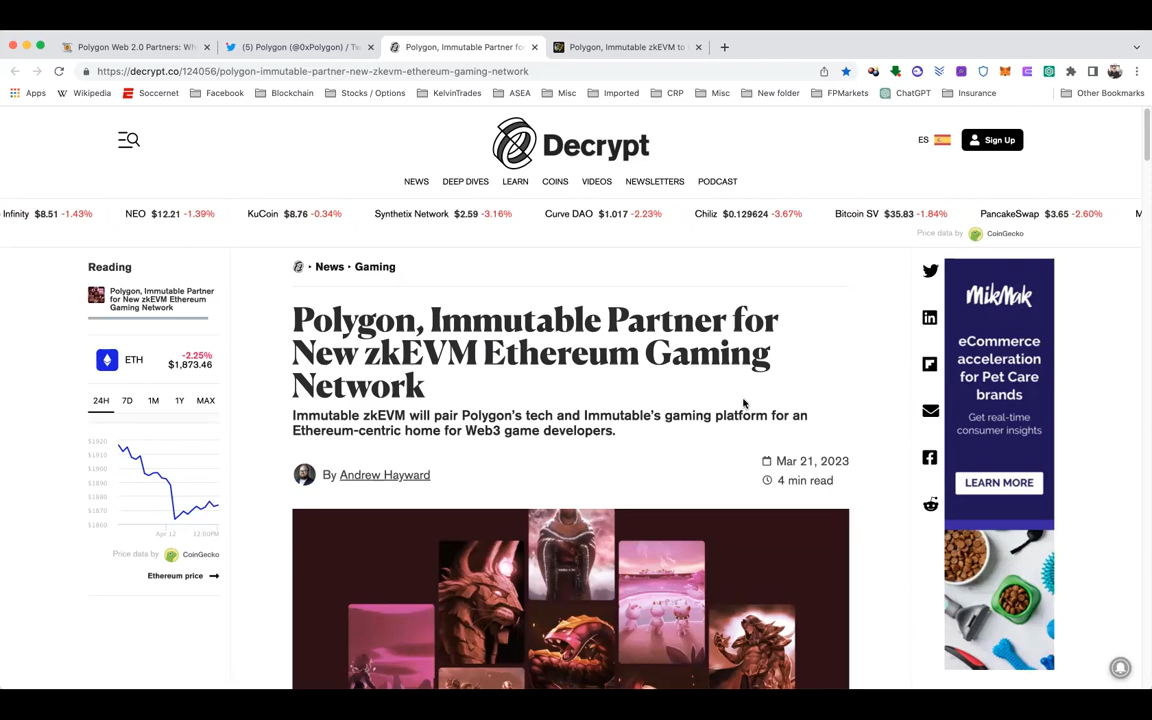 Polygon Web 2.0 Partners: Wh
(5) Polygon (@0xPolygon) / Tw
Polygon, Immutable Partner fo
Polygon, Immutable zkEVM to
https://decrypt.co/124056/polygon-immutable-partner-new-zkevm-ethereum-gaming-network
Apps
Wikipedia
Soccernet
Facebook
Blockchain
Stocks / Options
KelvinTrades
ASEA
Misc
Imported
CRP
Misc
New folder
FPMarkets
ChatGPT
Insurance
Other Bookmarks
Decrypt
ES
Sign Up
NEWS DEEP DIVES LEARN COINS VIDEOS NEWSLETTERS PODCAST
Infinity $8.51 -1.43% NEO $12.21 -1.39% KuCoin $8.76 -0.34% Synthetix Network $2.59 -3.16% Curve DAO $1.017 -2.23% Chiliz $0.129624 -3.67% Bitcoin SV $35.83 -1.84% PancakeSwap $3.65 -2.60% M
Price data by CoinGecko
Reading
Polygon, Immutable Partner
for New zkEVM Ethereum
Gaming Network
ETH
-2.25%
$1,873.46
24H 7D 1M 1Y MAX
$1920
$1910
$1900
$1890
$1880
$1870
$1860
Apr 12 12:00PM
Price data by CoinGecko
Ethereum price
• News • Gaming
Polygon, Immutable Partner for
New zkEVM Ethereum Gaming
Network
Immutable zkEVM will pair Polygon's tech and Immutable's gaming platform for an
Ethereum-centric home for Web3 game developers.
By Andrew Hayward
Mar 21, 2023
4 min read
MikMak
eCommerce
acceleration
for Pet Care
brands
Get real-time
consumer insights
LEARN MORE